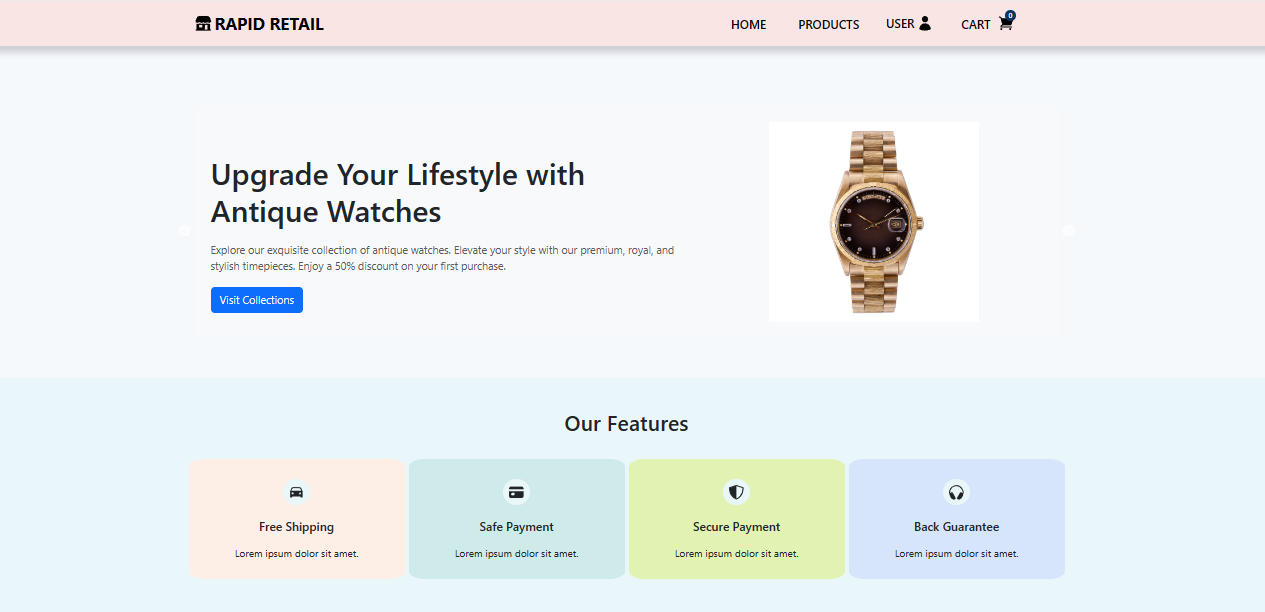 RAPID RETAIL
HOME
PRODUCTS
USER
CART
0
Upgrade Your Lifestyle with
Antique Watches
Explore our exquisite collection of antique watches. Elevate your style with our premium, royal, and
stylish timepieces. Enjoy a 50% discount on your first purchase.
Visit Collections
Our Features
Free Shipping
Lorem ipsum dolor sit amet.
Safe Payment
Lorem ipsum dolor sit amet.
Secure Payment
Lorem ipsum dolor sit amet.
Back Guarantee
Lorem ipsum dolor sit amet.